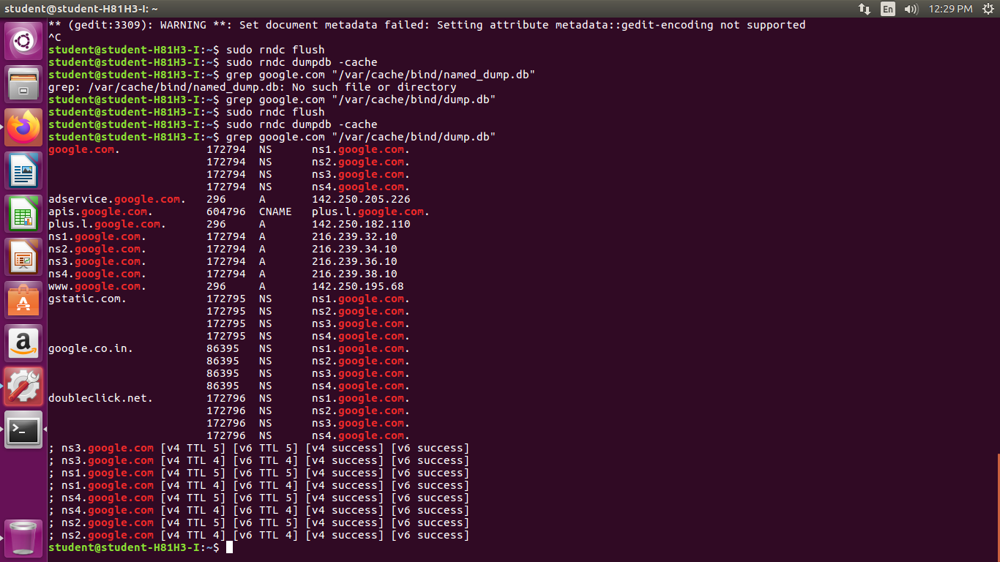 student@student-H81H3-I: ~
En
12:29 PM
** (gedit:3309): WARNING **: Set document metadata failed: Setting attribute metadata::gedit-encoding not supported
^C
student@student-H81H3-I:~$ sudo rndc flush
student@student-H81H3-I:~$ sudo rndc dumpdb -cache
student@student-H81H3-I:~$ grep google.com "/var/cache/bind/named_dump.db"
grep: /var/cache/bind/named_dump.db: No such file or directory
student@student-H81H3-I:~$ grep google.com "/var/cache/bind/dump.db"
student@student-H81H3-I:~$ sudo rndc flush
student@student-H81H3-I:~$ sudo rndc dumpdb -cache
student@student-H81H3-I:~$ grep google.com "/var/cache/bind/dump.db"
google.com.             172794  NS      ns1.google.com.
                        172794  NS      ns2.google.com.
                        172794  NS      ns3.google.com.
                        172794  NS      ns4.google.com.
adservice.google.com.   296     A       142.250.205.226
apis.google.com.        604796  CNAME   plus.l.google.com.
plus.l.google.com.      296     A       142.250.182.110
ns1.google.com.         172794  A       216.239.32.10
ns2.google.com.         172794  A       216.239.34.10
ns3.google.com.         172794  A       216.239.36.10
ns4.google.com.         172794  A       216.239.38.10
www.google.com.         296     A       142.250.195.68
gstatic.com.            172795  NS      ns1.google.com.
                        172795  NS      ns2.google.com.
                        172795  NS      ns3.google.com.
                        172795  NS      ns4.google.com.
google.co.in.           86395   NS      ns1.google.com.
                        86395   NS      ns2.google.com.
                        86395   NS      ns3.google.com.
                        86395   NS      ns4.google.com.
doubleclick.net.        172796  NS      ns1.google.com.
                        172796  NS      ns2.google.com.
                        172796  NS      ns3.google.com.
                        172796  NS      ns4.google.com.
; ns3.google.com [v4 TTL 5] [v6 TTL 5] [v4 success] [v6 success]
; ns3.google.com [v4 TTL 4] [v6 TTL 4] [v4 success] [v6 success]
; ns1.google.com [v4 TTL 5] [v6 TTL 5] [v4 success] [v6 success]
; ns1.google.com [v4 TTL 4] [v6 TTL 4] [v4 success] [v6 success]
; ns4.google.com [v4 TTL 5] [v6 TTL 5] [v4 success] [v6 success]
; ns4.google.com [v4 TTL 4] [v6 TTL 4] [v4 success] [v6 success]
; ns2.google.com [v4 TTL 5] [v6 TTL 5] [v4 success] [v6 success]
; ns2.google.com [v4 TTL 4] [v6 TTL 4] [v4 success] [v6 success]
student@student-H81H3-I:~$